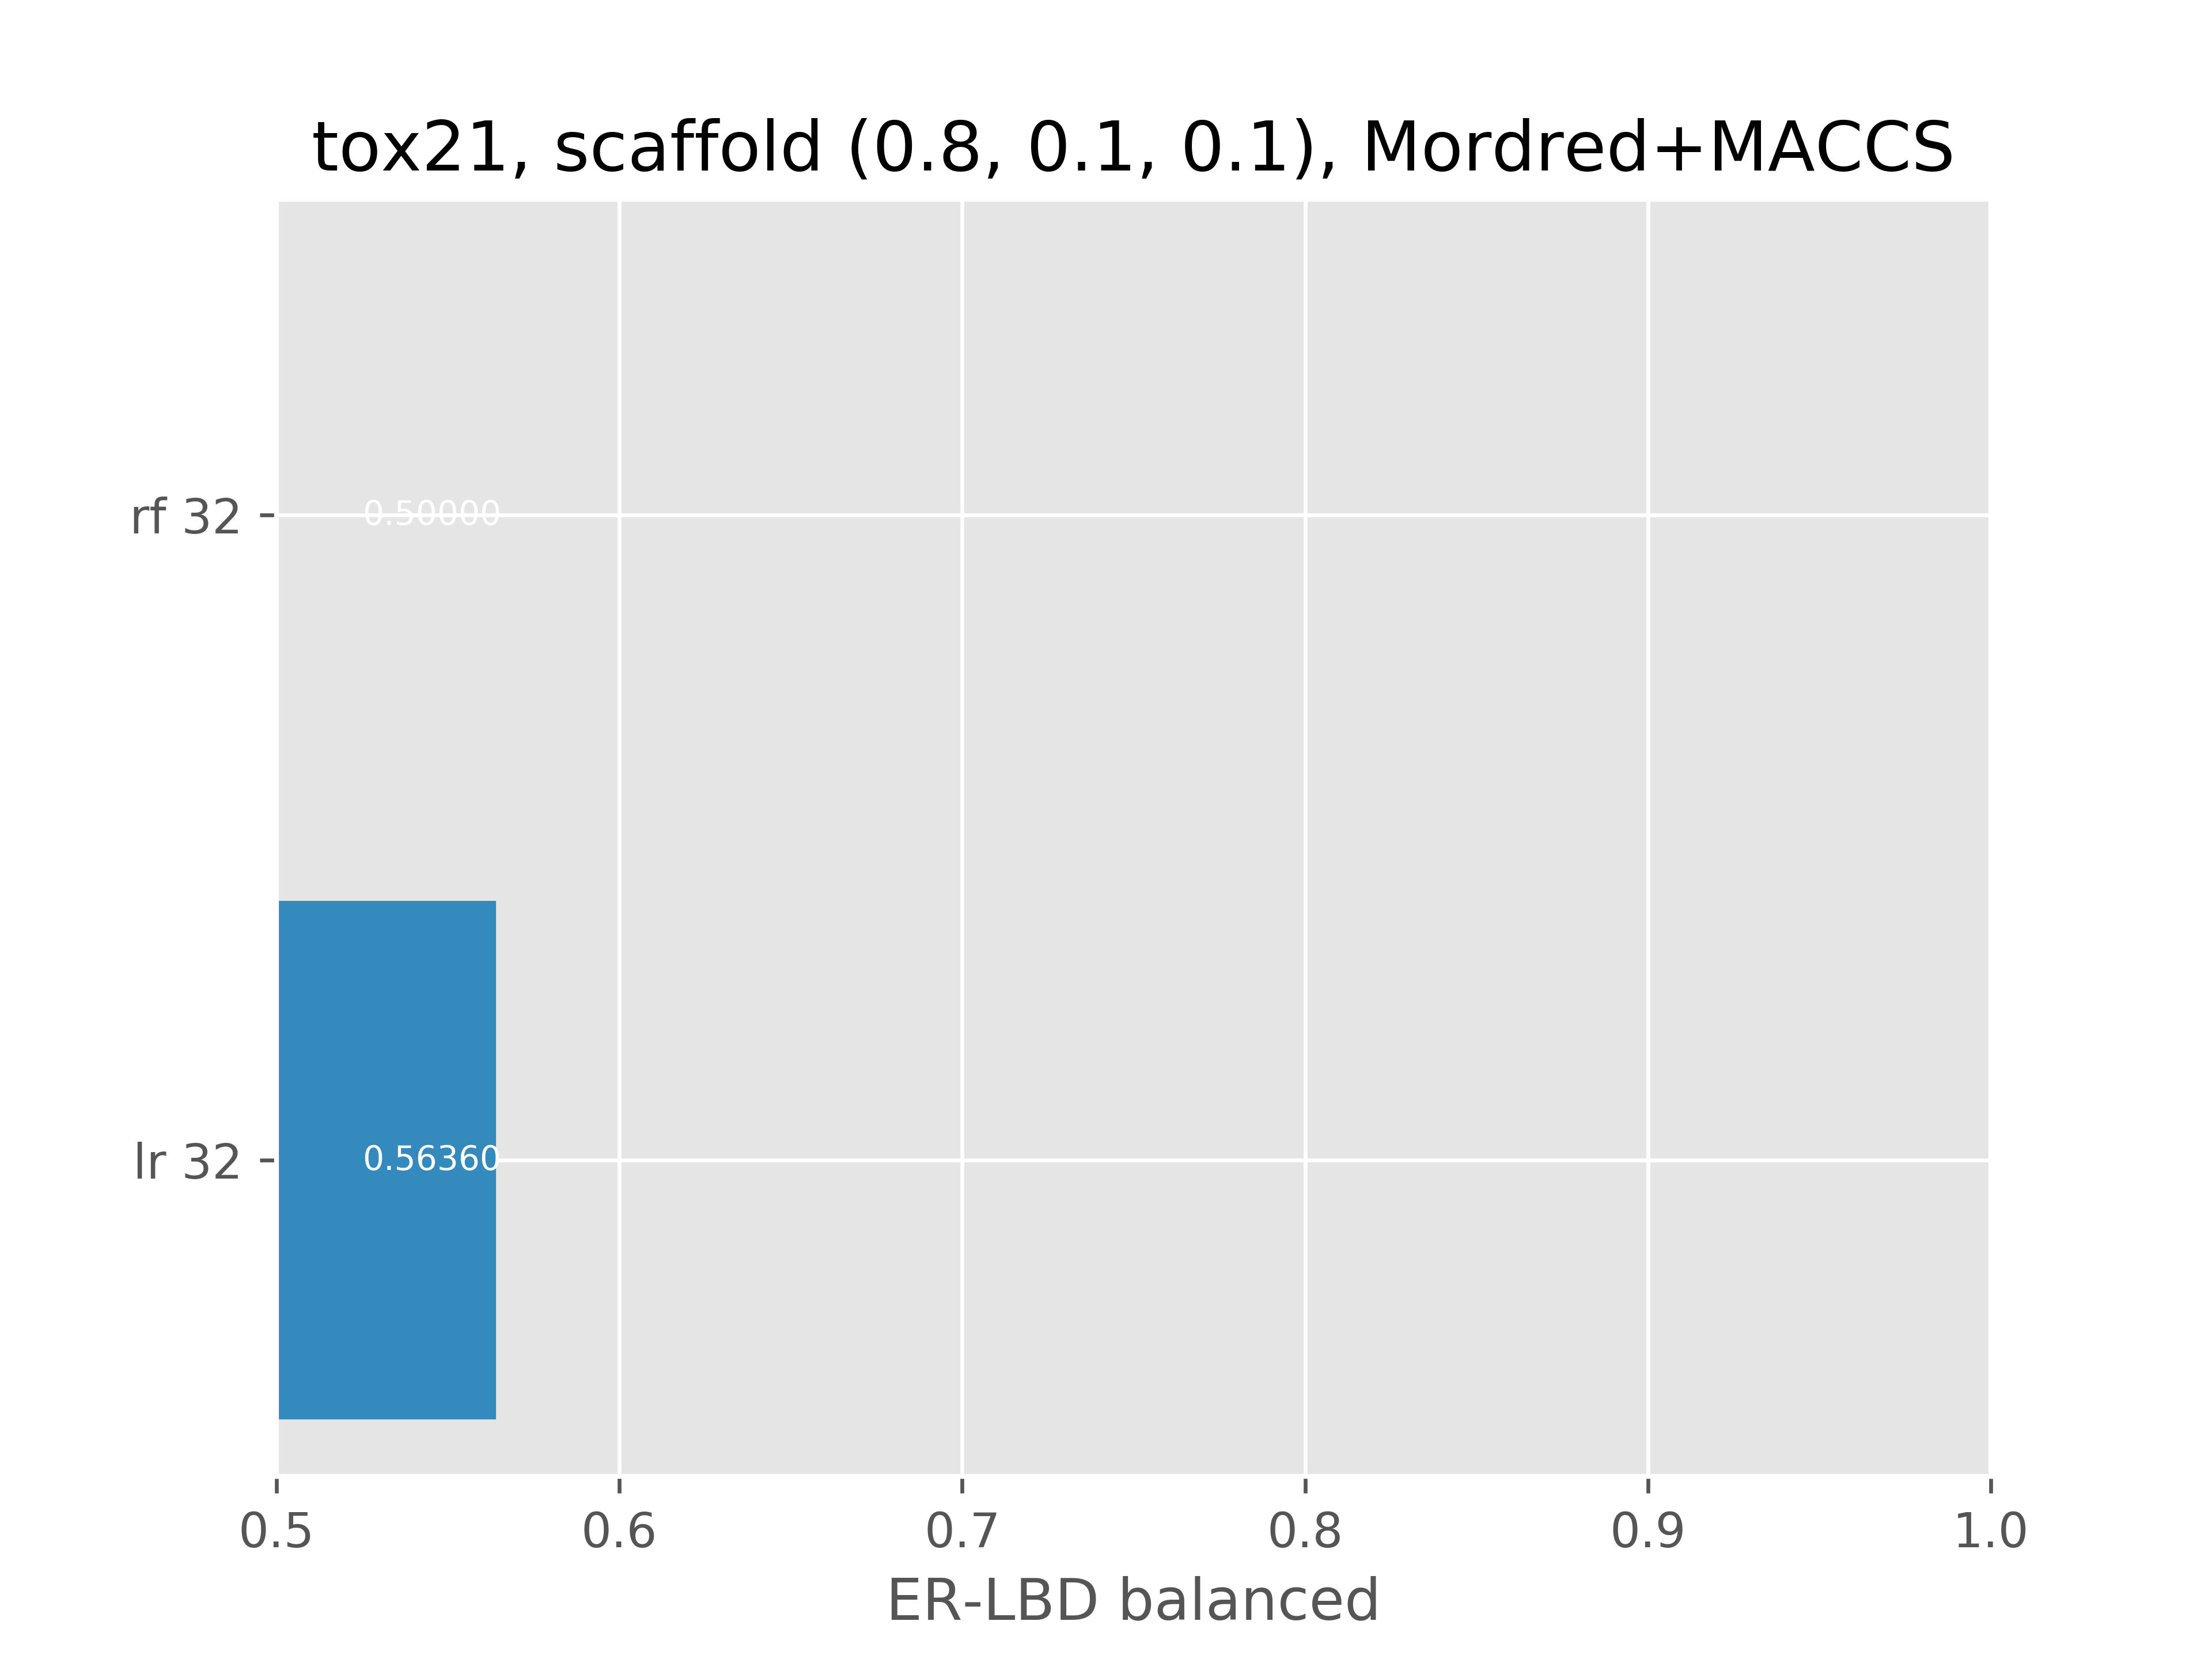 tox21, scaffold (0.8, 0.1, 0.1), Mordred+MACCS
rf 32
0.50000
lr 32
0.56360
0.5 0.6 0.7 0.8 0.9 1.0
ER-LBD balanced